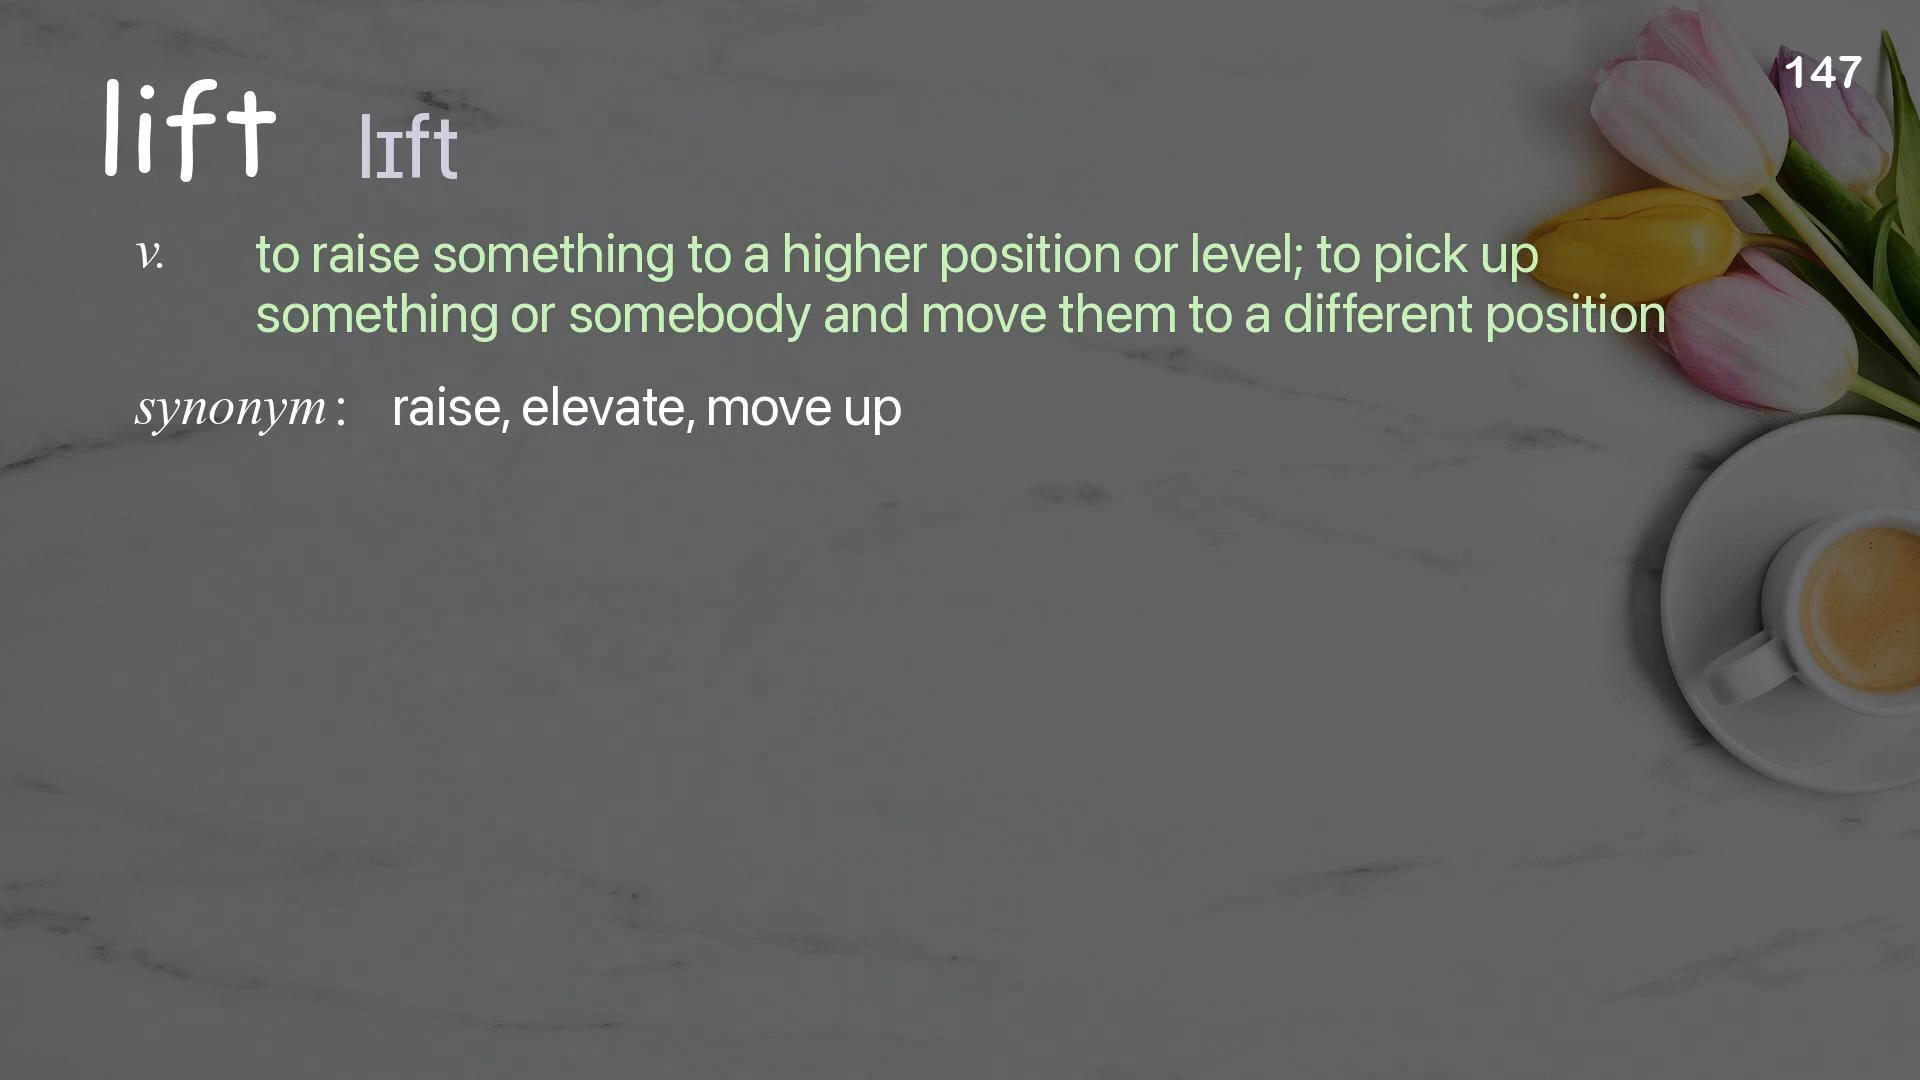 147
lift lɪft
v. to raise something to a higher position or level; to pick up
something or somebody and move them to a different position
synonym: raise, elevate, move up